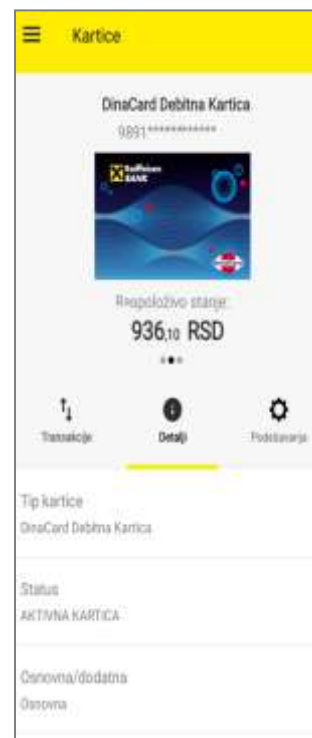 Kartice
DinaCard Debitna Kartica
9891************
Raiffeisen
BANK
Raspoloživo stanje:
936,10 RSD
Transakcije
Detalji
Podešavanja
Tip kartice
DinaCard Debitna Kartica
Status
AKTIVNA KARTICA
Osnovna/dodatna
Osnovna